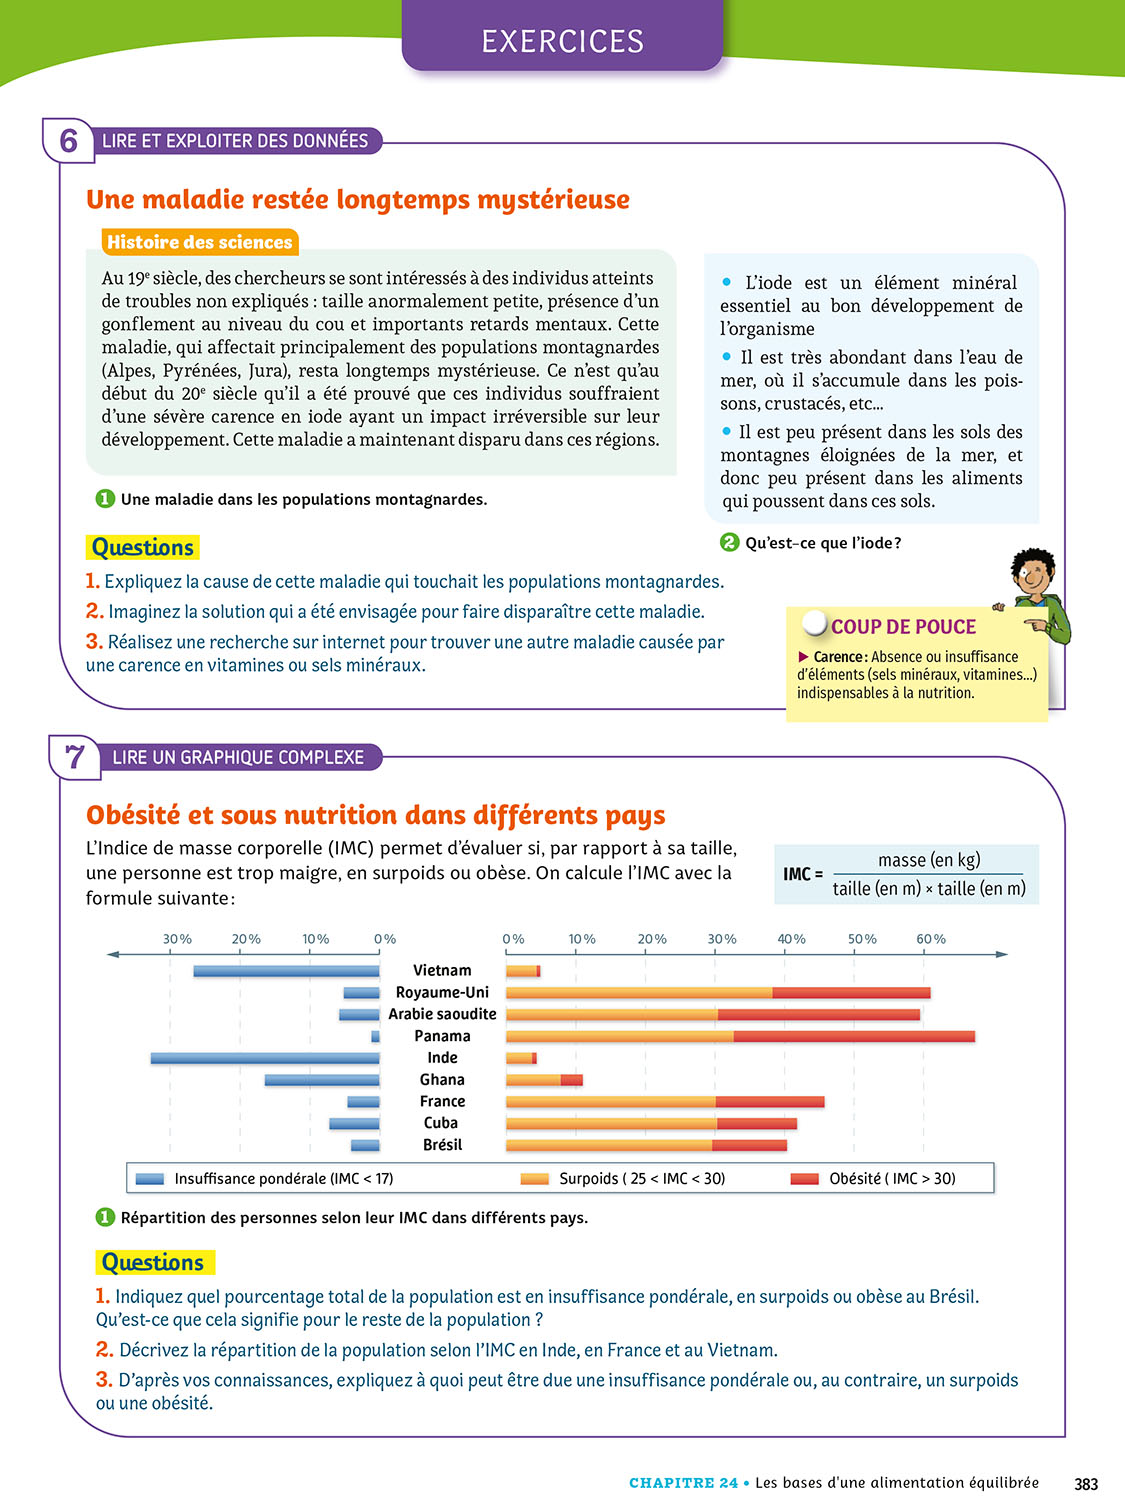 EXERCICES
6 LIRE ET EXPLOITER DES DONNÉES
Une maladie restée longtemps mystérieuse
Histoire des sciences
Au 19e siècle, des chercheurs se sont intéressés à des individus atteints
de troubles non expliqués : taille anormalement petite, présence d'un
gonflement au niveau du cou et importants retards mentaux. Cette
maladie, qui affectait principalement des populations montagnardes
(Alpes, Pyrénées, Jura), resta longtemps mystérieuse. Ce n'est qu'au
début du 20e siècle qu'il a été prouvé que ces individus souffraient
d'une sévère carence en iode ayant un impact irréversible sur leur
développement. Cette maladie a maintenant disparu dans ces régions.
1 Une maladie dans les populations montagnardes.
• L'iode est un élément minéral
essentiel au bon développement de
l'organisme
• Il est très abondant dans l'eau de
mer, où il s'accumule dans les pois-
sons, crustacés, etc...
• Il est peu présent dans les sols des
montagnes éloignées de la mer, et
donc peu présent dans les aliments
qui poussent dans ces sols.
2 Qu'est-ce que l'iode ?
Questions
1. Expliquez la cause de cette maladie qui touchait les populations montagnardes.
2. Imaginez la solution qui a été envisagée pour faire disparaître cette maladie.
3. Réalisez une recherche sur internet pour trouver une autre maladie causée par
une carence en vitamines ou sels minéraux.
COUP DE POUCE
▶ Carence : Absence ou insuffisance
d'éléments (sels minéraux, vitamines...)
indispensables à la nutrition.
7 LIRE UN GRAPHIQUE COMPLEXE
Obésité et sous nutrition dans différents pays
L'Indice de masse corporelle (IMC) permet d'évaluer si, par rapport à sa taille,
une personne est trop maigre, en surpoids ou obèse. On calcule l'IMC avec la
formule suivante :
IMC = masse (en kg)
taille (en m) × taille (en m)
30 % 20 % 10 % 0 % 0 % 10 % 20 % 30 % 40 % 50 % 60 %
Vietnam
Royaume-Uni
Arabie saoudite
Panama
Inde
Ghana
France
Cuba
Brésil
Insuffisance pondérale (IMC < 17) Surpoids ( 25 < IMC < 30) Obésité ( IMC > 30)
1 Répartition des personnes selon leur IMC dans différents pays.
Questions
1. Indiquez quel pourcentage total de la population est en insuffisance pondérale, en surpoids ou obèse au Brésil.
Qu'est-ce que cela signifie pour le reste de la population ?
2. Décrivez la répartition de la population selon l'IMC en Inde, en France et au Vietnam.
3. D'après vos connaissances, expliquez à quoi peut être due une insuffisance pondérale ou, au contraire, un surpoids
ou une obésité.
CHAPITRE 24 • Les bases d'une alimentation équilibrée 383